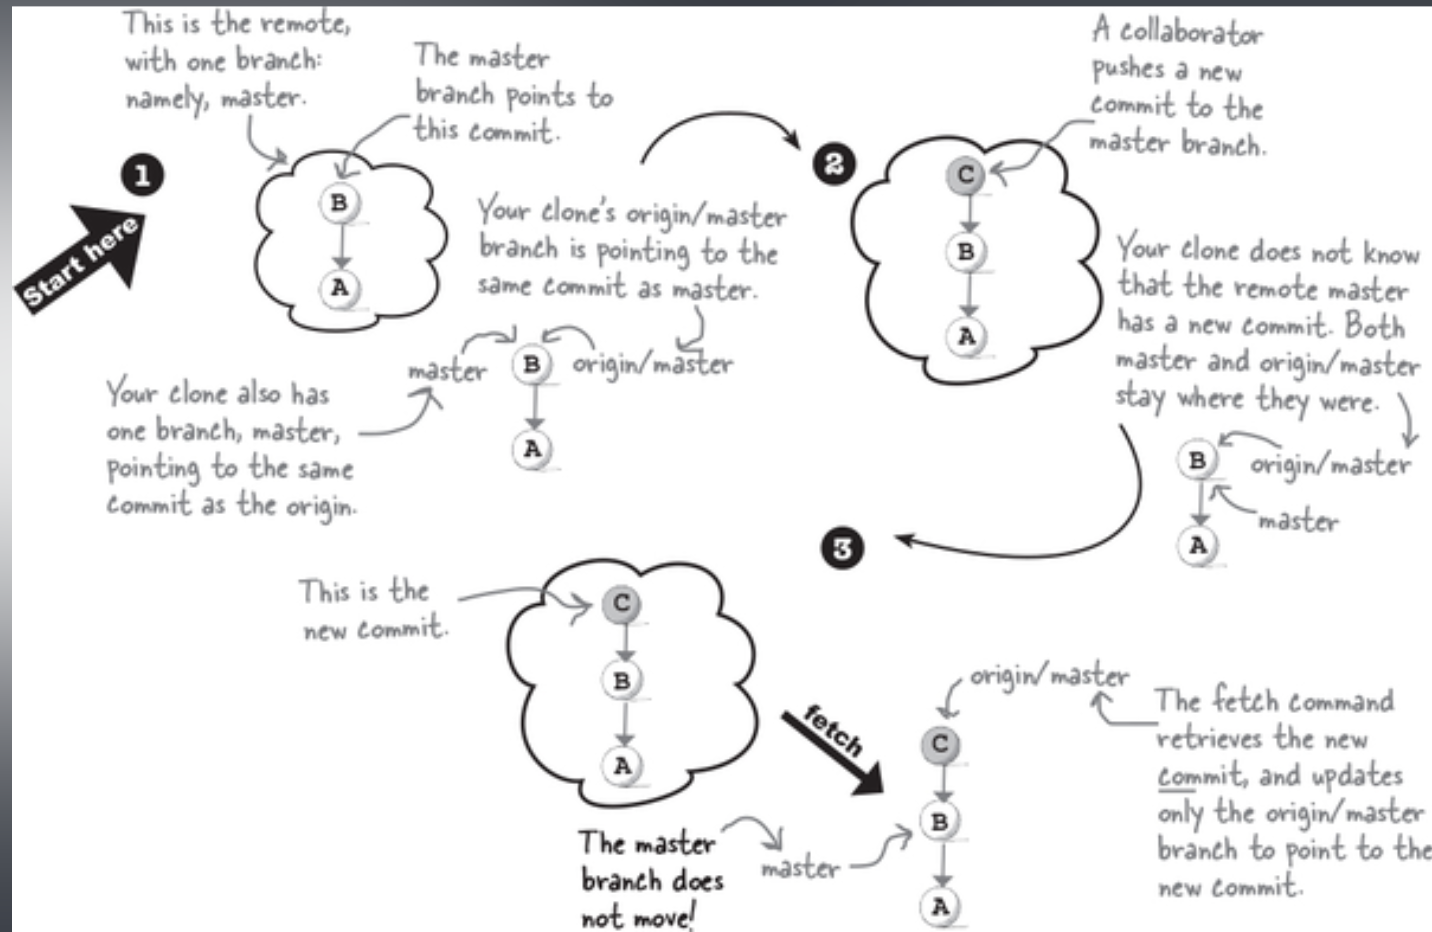 This is the remote,
with one branch:
namely, master.
The master
branch points to
this commit.
1
Start here
B
A
Your clone's origin/master
branch is pointing to the
same commit as master.
master
B
origin/master
A
Your clone also has
one branch, master,
pointing to the same
commit as the origin.
A collaborator
pushes a new
commit to the
master branch.
2
C
B
A
Your clone does not know
that the remote master
has a new commit. Both
master and origin/master
stay where they were.
B
origin/master
master
A
3
This is the
new commit.
C
B
A
fetch
The master
branch does
not move!
master
origin/master
C
B
A
The fetch command
retrieves the new
commit, and updates
only the origin/master
branch to point to the
new commit.